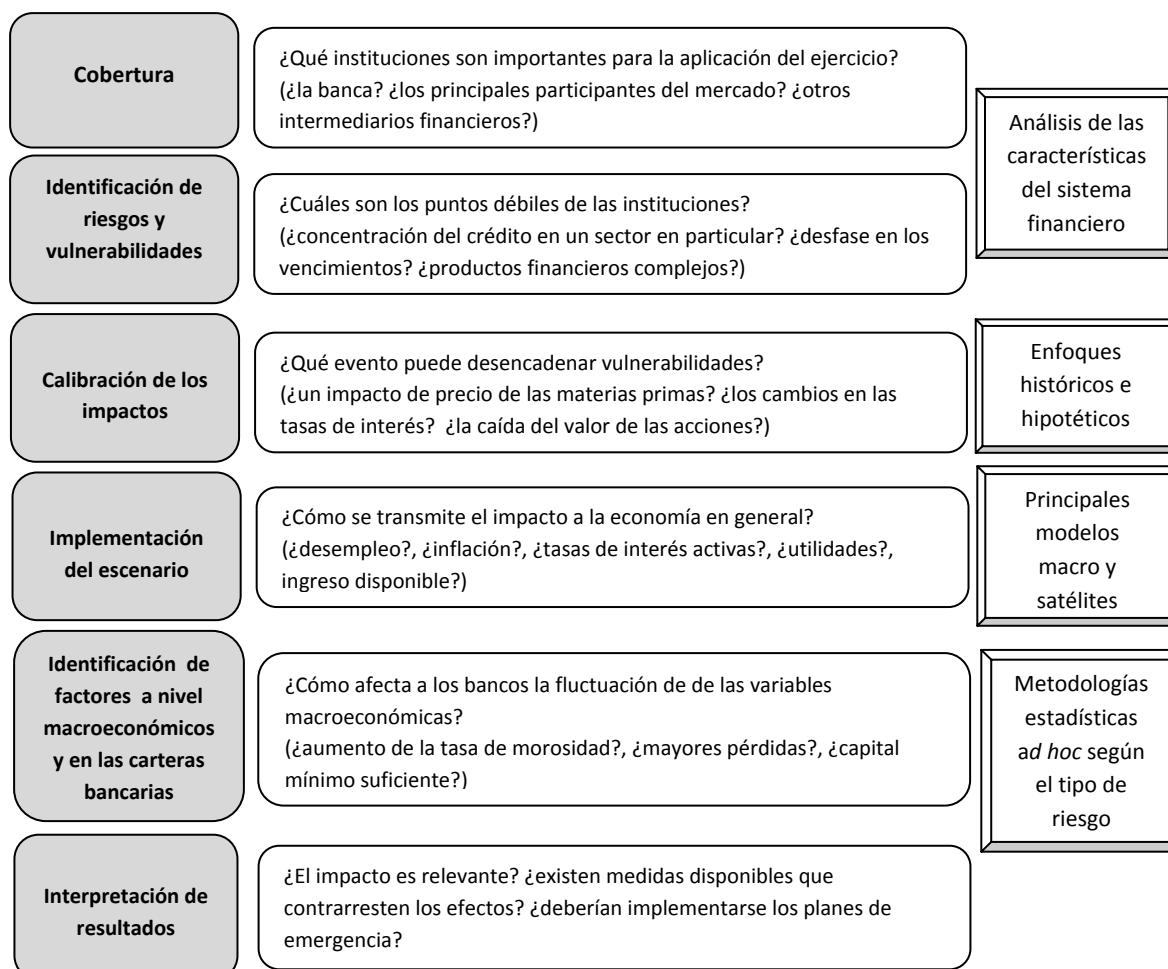 Cobertura
¿Qué instituciones son importantes para la aplicación del ejercicio?
(¿la banca? ¿los principales participantes del mercado? ¿otros
intermediarios financieros?)
Análisis de las
características
del sistema
financiero
Identificación de
riesgos y
vulnerabilidades
¿Cuáles son los puntos débiles de las instituciones?
(¿concentración del crédito en un sector en particular? ¿desfase en los
vencimientos? ¿productos financieros complejos?)
Calibración de los
impactos
¿Qué evento puede desencadenar vulnerabilidades?
(¿un impacto de precio de las materias primas? ¿los cambios en las
tasas de interés?  ¿la caída del valor de las acciones?)
Enfoques
históricos e
hipotéticos
Implementación
del escenario
¿Cómo se transmite el impacto a la economía en general?
(¿desempleo?, ¿inflación?, ¿tasas de interés activas?, ¿utilidades?,
ingreso disponible?)
Principales
modelos
macro y
satélites
Identificación  de
factores  a nivel
macroeconómicos
y en las carteras
bancarias
¿Cómo afecta a los bancos la fluctuación de de las variables
macroeconómicas?
(¿aumento de la tasa de morosidad?, ¿mayores pérdidas?, ¿capital
mínimo suficiente?)
Metodologías
estadísticas
ad hoc según
el tipo de
riesgo
Interpretación de
resultados
¿El impacto es relevante? ¿existen medidas disponibles que
contrarresten los efectos? ¿deberían implementarse los planes de
emergencia?